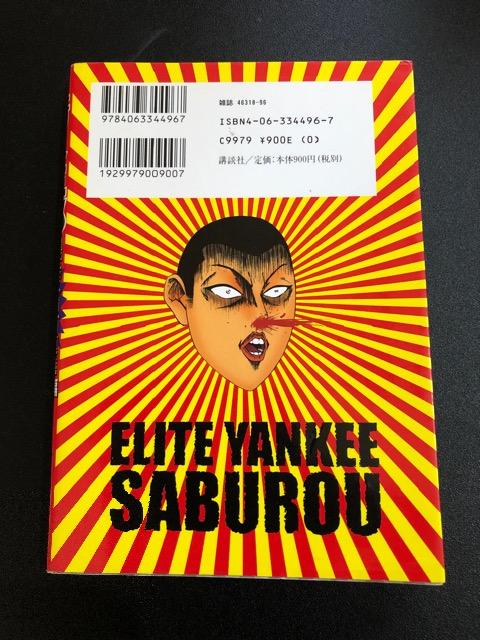 9784063344967
1929979009007
雑誌 46318-96
ISBN4-06-334496-7
C9979 ¥900E (0)
講談社/定価:本体900円(税別)
ELITE YANKEE
SABUROU